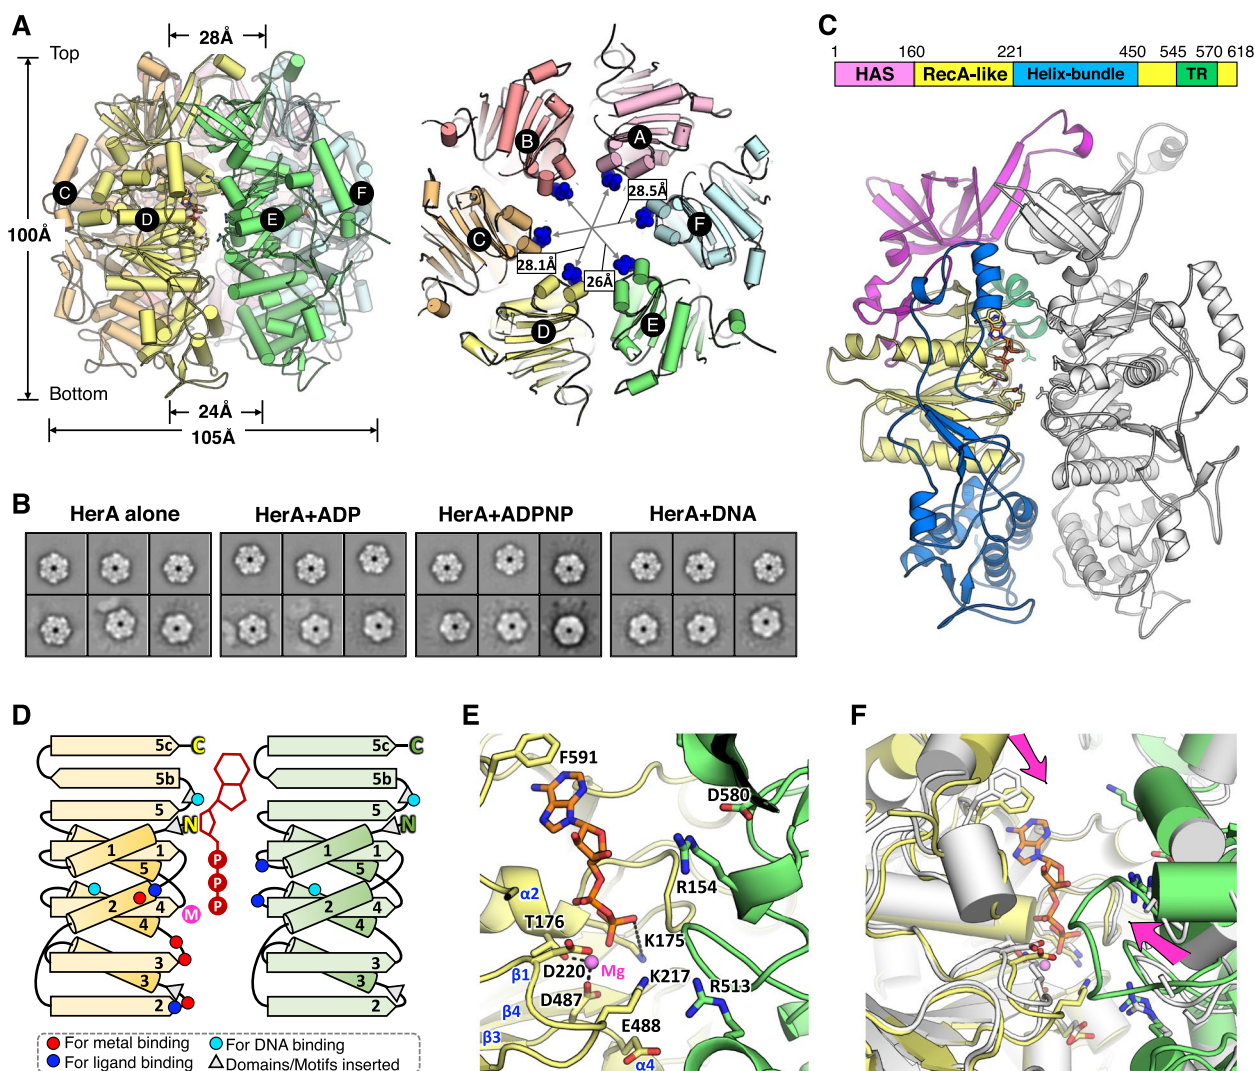 A
28Å
Top
C
D
E
F
100Å
Bottom
24Å
105Å
B
A
28.5Å
F
C
28.1Å
26Å
D
E
C
1 160 221 450 545 570 618
HAS RecA-like Helix-bundle TR
B
HerA alone HerA+ADP HerA+ADPNP HerA+DNA
D
5c C 5c C
5b 5b
5 5
N N
1 1 1 1
5 5
P
P
P
2 4 2 4
M
4 4
3 3
3 3
2 2
For metal binding
For DNA binding
For ligand binding
Domains/Motifs inserted
E
F591
D580
R154
α2
T176
K175
β1
D220
Mg
K217
R513
D487
β4
E488
β3
α4
F